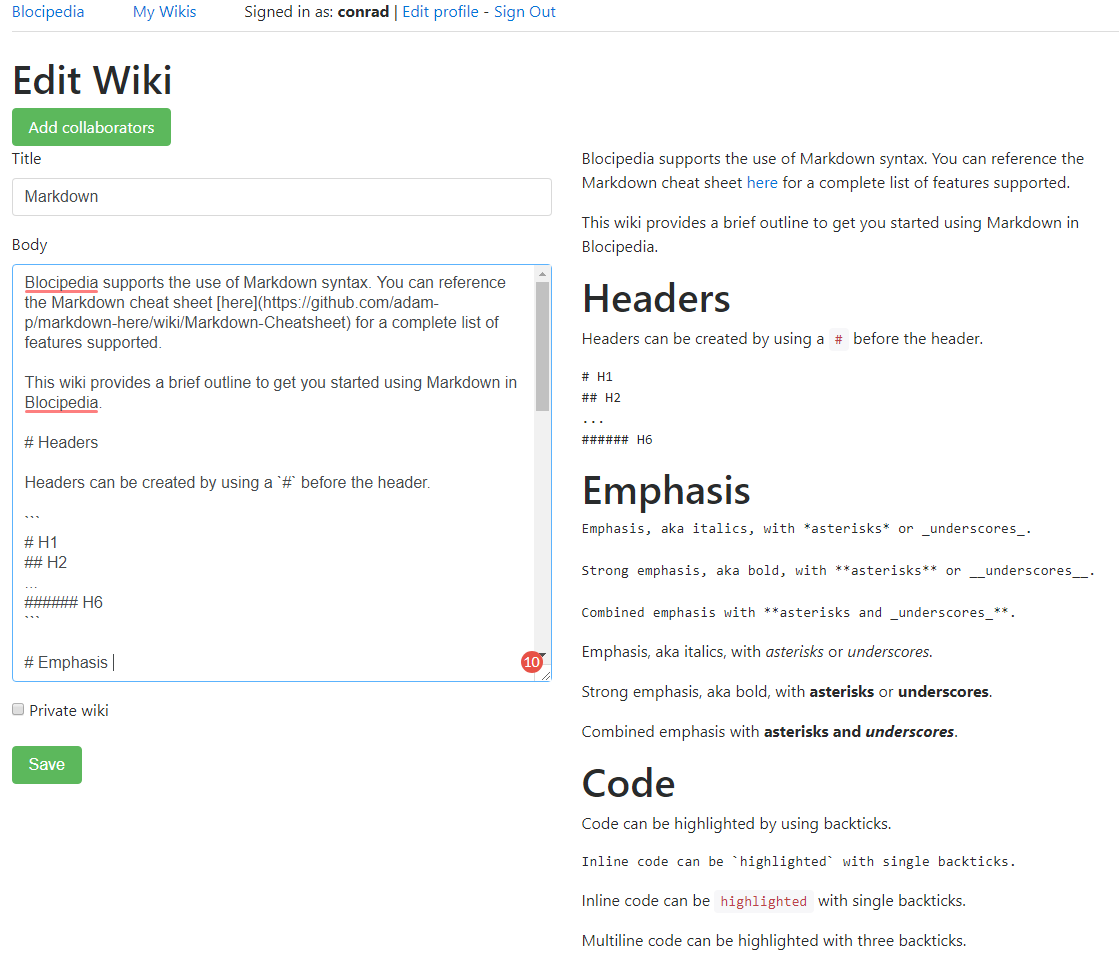 Blocipedia My Wikis Signed in as: conrad | Edit profile - Sign Out
Edit Wiki
Add collaborators
Title
Markdown
Body
Blocipedia supports the use of Markdown syntax. You can reference
the Markdown cheat sheet [here](https://github.com/adam-
p/markdown-here/wiki/Markdown-Cheatsheet) for a complete list of
features supported.
This wiki provides a brief outline to get you started using Markdown in
Blocipedia.
# Headers
Headers can be created by using a `#` before the header.
```
# H1
## H2
...
###### H6
```
# Emphasis
10
Private wiki
Save
Blocipedia supports the use of Markdown syntax. You can reference the
Markdown cheat sheet here for a complete list of features supported.
This wiki provides a brief outline to get you started using Markdown in
Blocipedia.
Headers
Headers can be created by using a # before the header.
# H1
## H2
...
###### H6
Emphasis
Emphasis, aka italics, with *asterisks* or _underscores_.
Strong emphasis, aka bold, with **asterisks** or __underscores__.
Combined emphasis with **asterisks and _underscores_**.
Emphasis, aka italics, with asterisks or underscores.
Strong emphasis, aka bold, with asterisks or underscores.
Combined emphasis with asterisks and underscores.
Code
Code can be highlighted by using backticks.
Inline code can be `highlighted` with single backticks.
Inline code can be highlighted with single backticks.
Multiline code can be highlighted with three backticks.